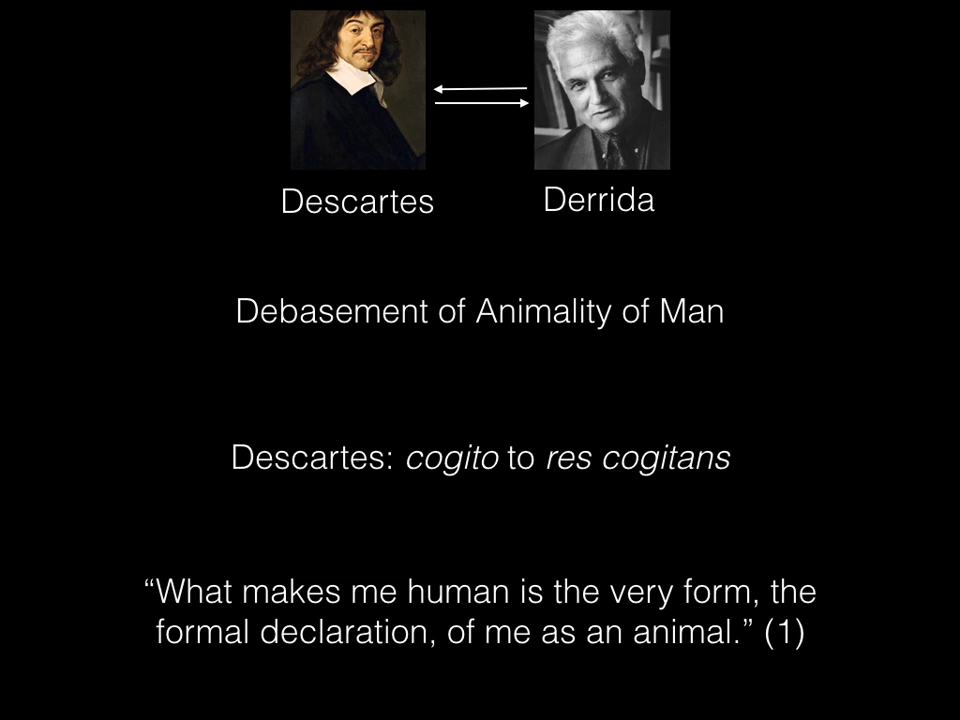 Descartes
Derrida
Debasement of Animality of Man
Descartes: cogito to res cogitans
“What makes me human is the very form, the
formal declaration, of me as an animal.” (1)